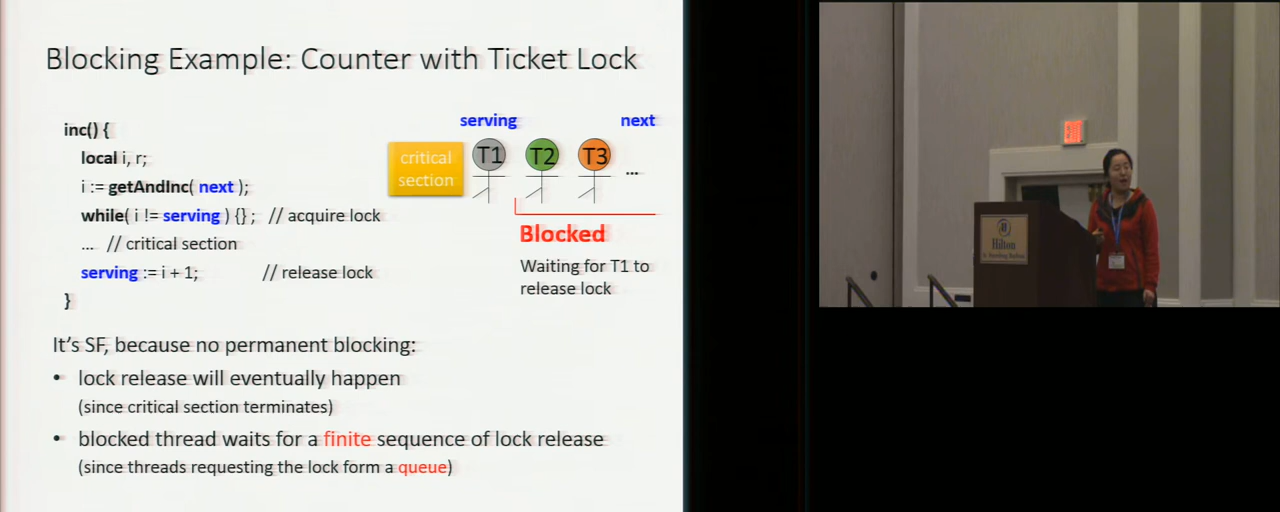 Blocking Example: Counter with Ticket Lock
inc() {
local i, r;
i := getAndInc( next );
while( i != serving ) {} ; // acquire lock
... // critical section
serving := i + 1; // release lock
}
serving next
critical
section
T1 T2 T3 ...
Blocked
Waiting for T1 to
release lock
It's SF, because no permanent blocking:
• lock release will eventually happen
(since critical section terminates)
• blocked thread waits for a finite sequence of lock release
(since threads requesting the lock form a queue)
Hilton